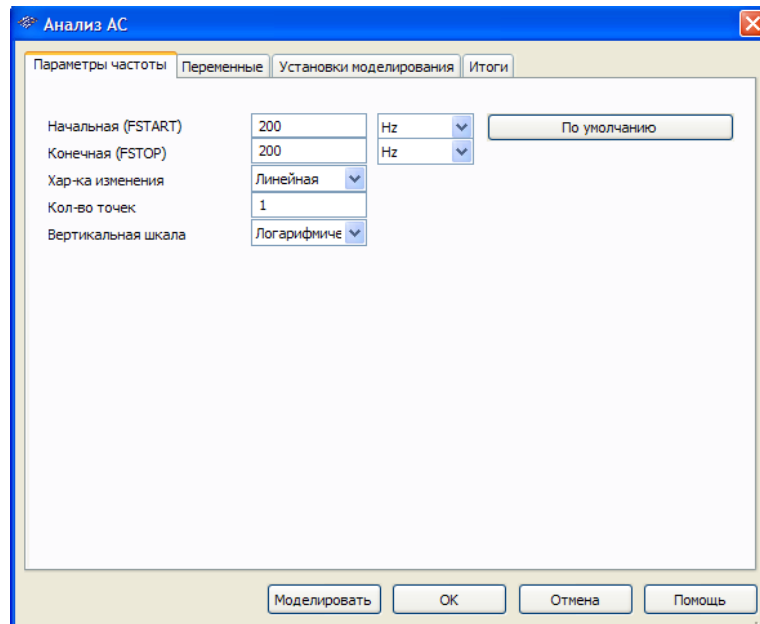 Анализ AC
Параметры частоты Переменные Установки моделирования Итоги
Начальная (FSTART) 200 Hz По умолчанию
Конечная (FSTOP) 200 Hz
Хар-ка изменения Линейная
Кол-во точек 1
Вертикальная шкала Логарифмиче
Моделировать OK Отмена Помощь